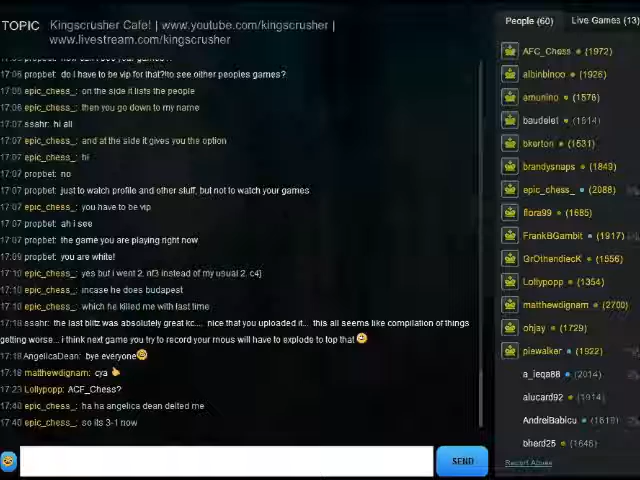 TOPIC Kingscrusher Cafe! | www.youtube.com/kingscrusher |
www.livestream.com/kingscrusher
17:06 propbet: do I have to be vip for that?!to see oither peoples games?
17:06 epic_chess_: on the side it lists the people
17:06 epic_chess_: then you go down to my name
17:07 ssahr: hi all
17:07 epic_chess_: and at the side it gives you the option
17:07 epic_chess_: hi
17:07 propbet: no
17:07 propbet: just to watch profile and other stuff, but not to watch your games
17:07 epic_chess_: you have to be vip
17:07 propbet: ah i see
17:07 propbet: the game you are playing right now
17:09 propbet: you are white!
17:10 epic_chess_: yes but i went 2. nf3 instead of my usual 2. c4}
17:10 epic_chess_: incase he does budapest
17:10 epic_chess_: which he killed me with last time
17:18 ssahr: the last blitz was absolutely great kc.... nice that you uploaded it... this all seems like compilation of things
getting worse... i think next game you try to record your mous will have to explode to top that
17:18 AngelicaDean: bye everyone
17:18 matthewdignam: cya
17:23 Lollypopp: ACF_Chess?
17:40 epic_chess_: ha ha angelica dean delted me
17:40 epic_chess_: so its 3-1 now
SEND
People (60) Live Games (13)
AFC_Chess (1972)
albinbinoo (1926)
amunino (1576)
baudelet (1614)
bkerton (1531)
brandysnaps (1849)
epic_chess_ (2088)
flora99 (1685)
FrankBGambit (1917)
GrOthendiecK (1556)
Lollypopp (1354)
matthewdignam (2700)
ohjay (1729)
piewalker (1922)
a_ieqa88 (2014)
alucard92 (1914)
AndreiBabicu (1619)
bherd25 (1646)
Report Abuse